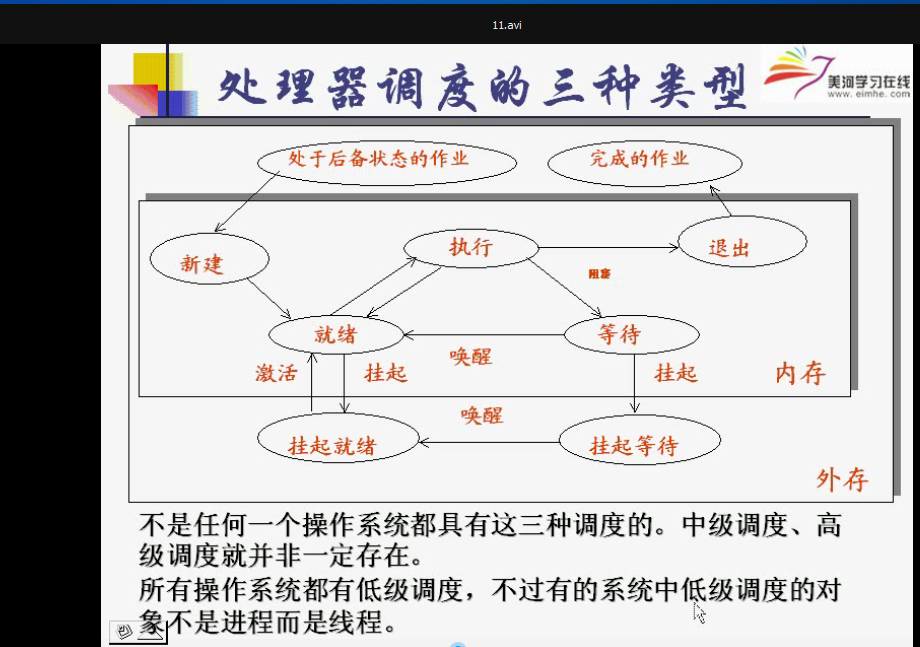 11.avi
处理器调度的三种类型
美河学习在线
www.eimhe.com
处于后备状态的作业
完成的作业
新建
执行
退出
阻塞
就绪
等待
唤醒
激活
挂起
挂起
内存
唤醒
挂起就绪
挂起等待
外存
不是任何一个操作系统都具有这三种调度的。中级调度、高
级调度就并非一定存在。
所有操作系统都有低级调度，不过有的系统中低级调度的对
象不是进程而是线程。